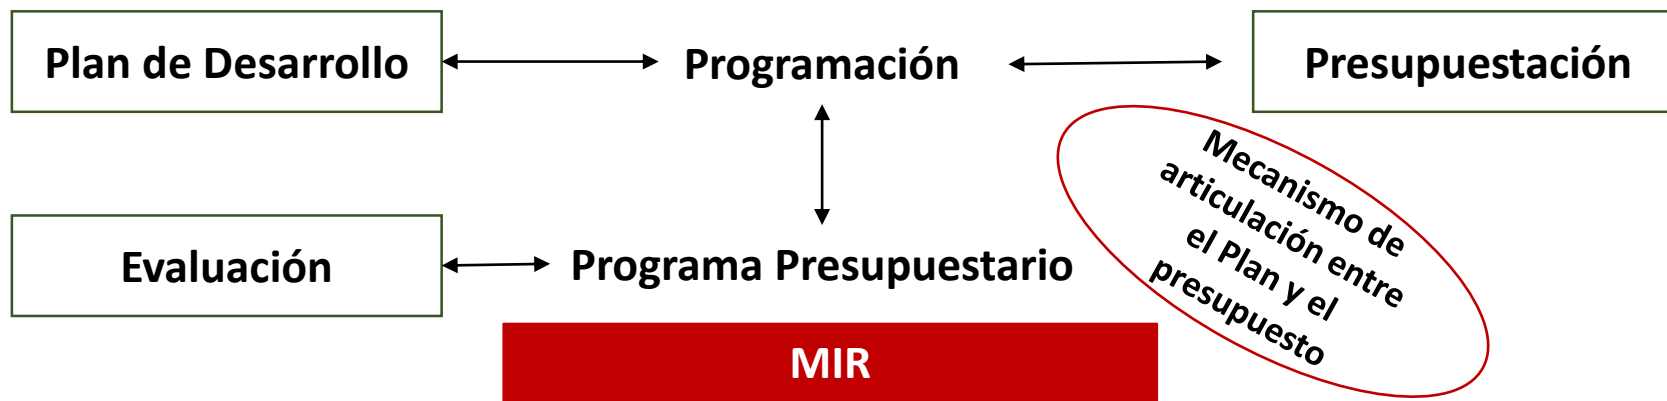 Plan de Desarrollo
Programación
Presupuestación
Mecanismo de
articulación entre
el Plan y el
presupuesto
Evaluación
Programa Presupuestario
MIR